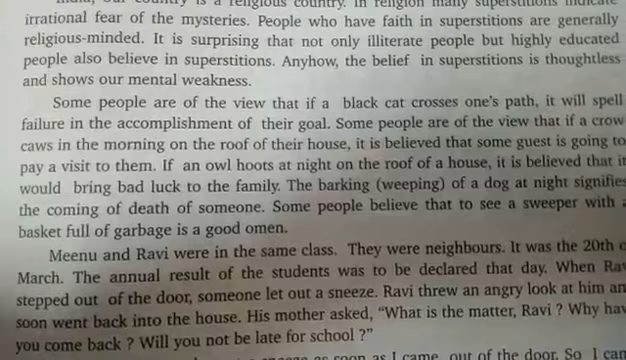 India, our country is a religious country. In religion many superstitions indicate
irrational fear of the mysteries. People who have faith in superstitions are generally
religious-minded. It is surprising that not only illiterate people but highly educated
people also believe in superstitions. Anyhow, the belief in superstitions is thoughtless
and shows our mental weakness.
Some people are of the view that if a black cat crosses one's path, it will spell
failure in the accomplishment of their goal. Some people are of the view that if a crow
caws in the morning on the roof of their house, it is believed that some guest is going to
pay a visit to them. If an owl hoots at night on the roof of a house, it is believed that it
would bring bad luck to the family. The barking (weeping) of a dog at night signifies
the coming of death of someone. Some people believe that to see a sweeper with a
basket full of garbage is a good omen.
Meenu and Ravi were in the same class. They were neighbours. It was the 20th
March. The annual result of the students was to be declared that day. When
stepped out of the door, someone let out a sneeze. Ravi threw an angry look at him
soon went back into the house. His mother asked, "What is the matter, Ravi ? Why
you come back ? Will you not be late for school ?"
soon as I came out of the door. So I